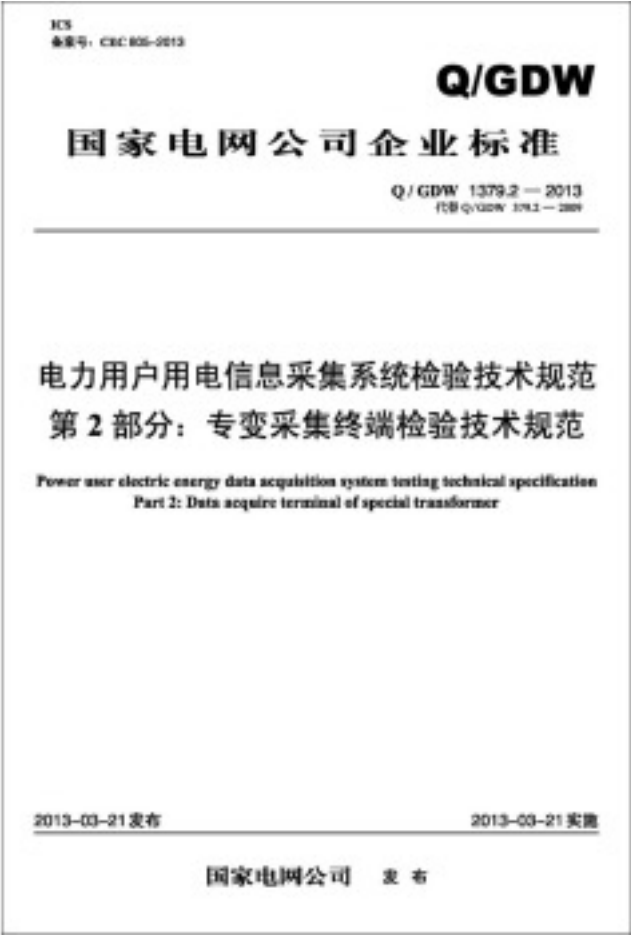 ICS
备案号：CEC 805-2013
Q/GDW
国家电网公司企业标准
Q / GDW 1379.2 — 2013
代替 Q/GDW 379.2 — 2009
电力用户用电信息采集系统检验技术规范
第 2 部分：专变采集终端检验技术规范
Power user electric energy data acquisition system testing technical specification
Part 2: Data acquire terminal of special transformer
2013-03-21发布
2013-03-21实施
国家电网公司 发 布